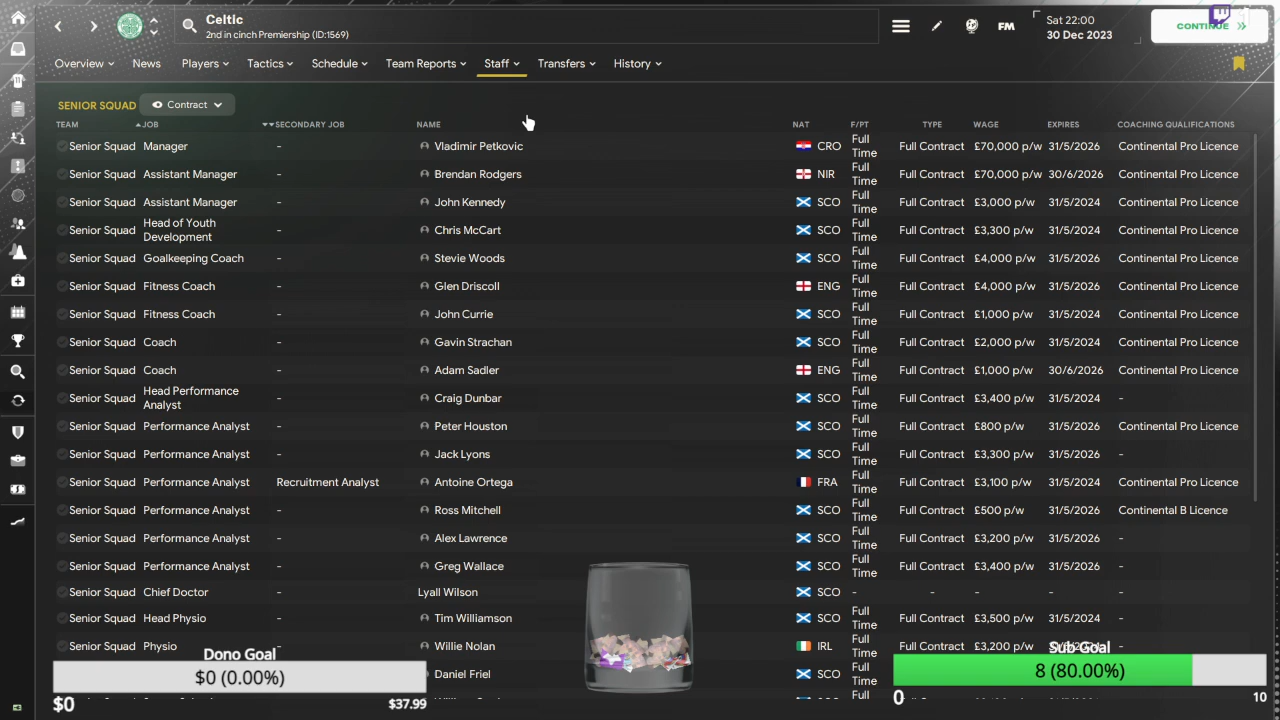 Celtic
2nd in cinch Premiership (ID:1569)
FM
Sat 22:00
30 Dec 2023
CONTINUE
Overview News Players Tactics Schedule Team Reports Staff Transfers History
SENIOR SQUAD Contract
TEAM JOB SECONDARY JOB NAME NAT F/PT TYPE WAGE EXPIRES COACHING QUALIFICATIONS
Senior Squad Manager - Vladimir Petkovic CRO Full Time Full Contract £70,000 p/w 31/5/2026 Continental Pro Licence
Senior Squad Assistant Manager - Brendan Rodgers NIR Full Time Full Contract £70,000 p/w 30/6/2026 Continental Pro Licence
Senior Squad Assistant Manager - John Kennedy SCO Full Time Full Contract £3,000 p/w 31/5/2024 Continental Pro Licence
Senior Squad Head of Youth Development - Chris McCart SCO Full Time Full Contract £3,300 p/w 31/5/2024 Continental Pro Licence
Senior Squad Goalkeeping Coach - Stevie Woods SCO Full Time Full Contract £4,000 p/w 31/5/2026 Continental Pro Licence
Senior Squad Fitness Coach - Glen Driscoll ENG Full Time Full Contract £4,000 p/w 31/5/2026 Continental Pro Licence
Senior Squad Fitness Coach - John Currie SCO Full Time Full Contract £1,000 p/w 31/5/2024 Continental Pro Licence
Senior Squad Coach - Gavin Strachan SCO Full Time Full Contract £2,000 p/w 31/5/2024 Continental Pro Licence
Senior Squad Coach - Adam Sadler ENG Full Time Full Contract £1,000 p/w 30/6/2026 Continental Pro Licence
Senior Squad Head Performance Analyst - Craig Dunbar SCO Full Time Full Contract £3,400 p/w 31/5/2024 -
Senior Squad Performance Analyst - Peter Houston SCO Full Time Full Contract £800 p/w 31/5/2026 Continental Pro Licence
Senior Squad Performance Analyst - Jack Lyons SCO Full Time Full Contract £3,300 p/w 31/5/2024 -
Senior Squad Performance Analyst Recruitment Analyst Antoine Ortega FRA Full Time Full Contract £3,100 p/w 31/5/2024 Continental Pro Licence
Senior Squad Performance Analyst - Ross Mitchell SCO Full Time Full Contract £500 p/w 31/5/2026 Continental B Licence
Senior Squad Performance Analyst - Alex Lawrence SCO Full Time Full Contract £3,200 p/w 31/5/2026 -
Senior Squad Performance Analyst - Greg Wallace SCO Full Time Full Contract £3,400 p/w 31/5/2026 -
Senior Squad Chief Doctor - Lyall Wilson SCO - - - - -
Senior Squad Head Physio - Tim Williamson SCO Full Time Full Contract £3,500 p/w 31/5/2024 -
Senior Squad Physio Willie Nolan IRL Full Time Full Contract £3,200 p/w
Daniel Friel SCO Full Time
Full
Dono Goal
$0 (0.00%)
$0 $37.99
Sub Goal
8 (80.00%)
0 10